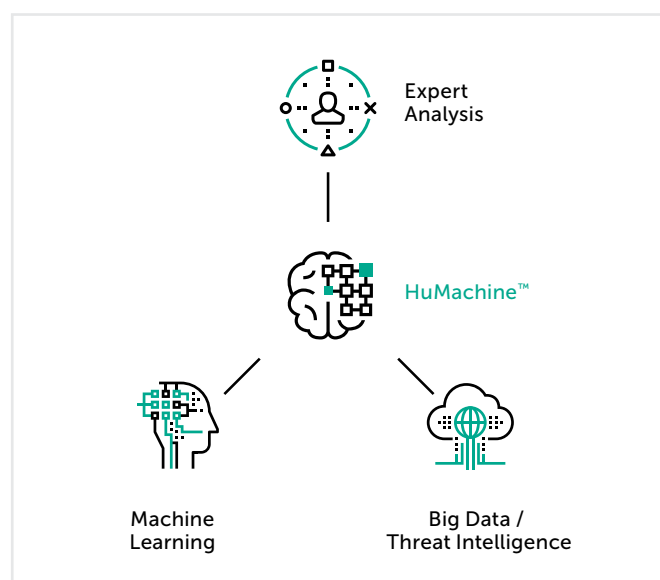 Expert
Analysis
HuMachine™
Machine
Learning
Big Data /
Threat Intelligence